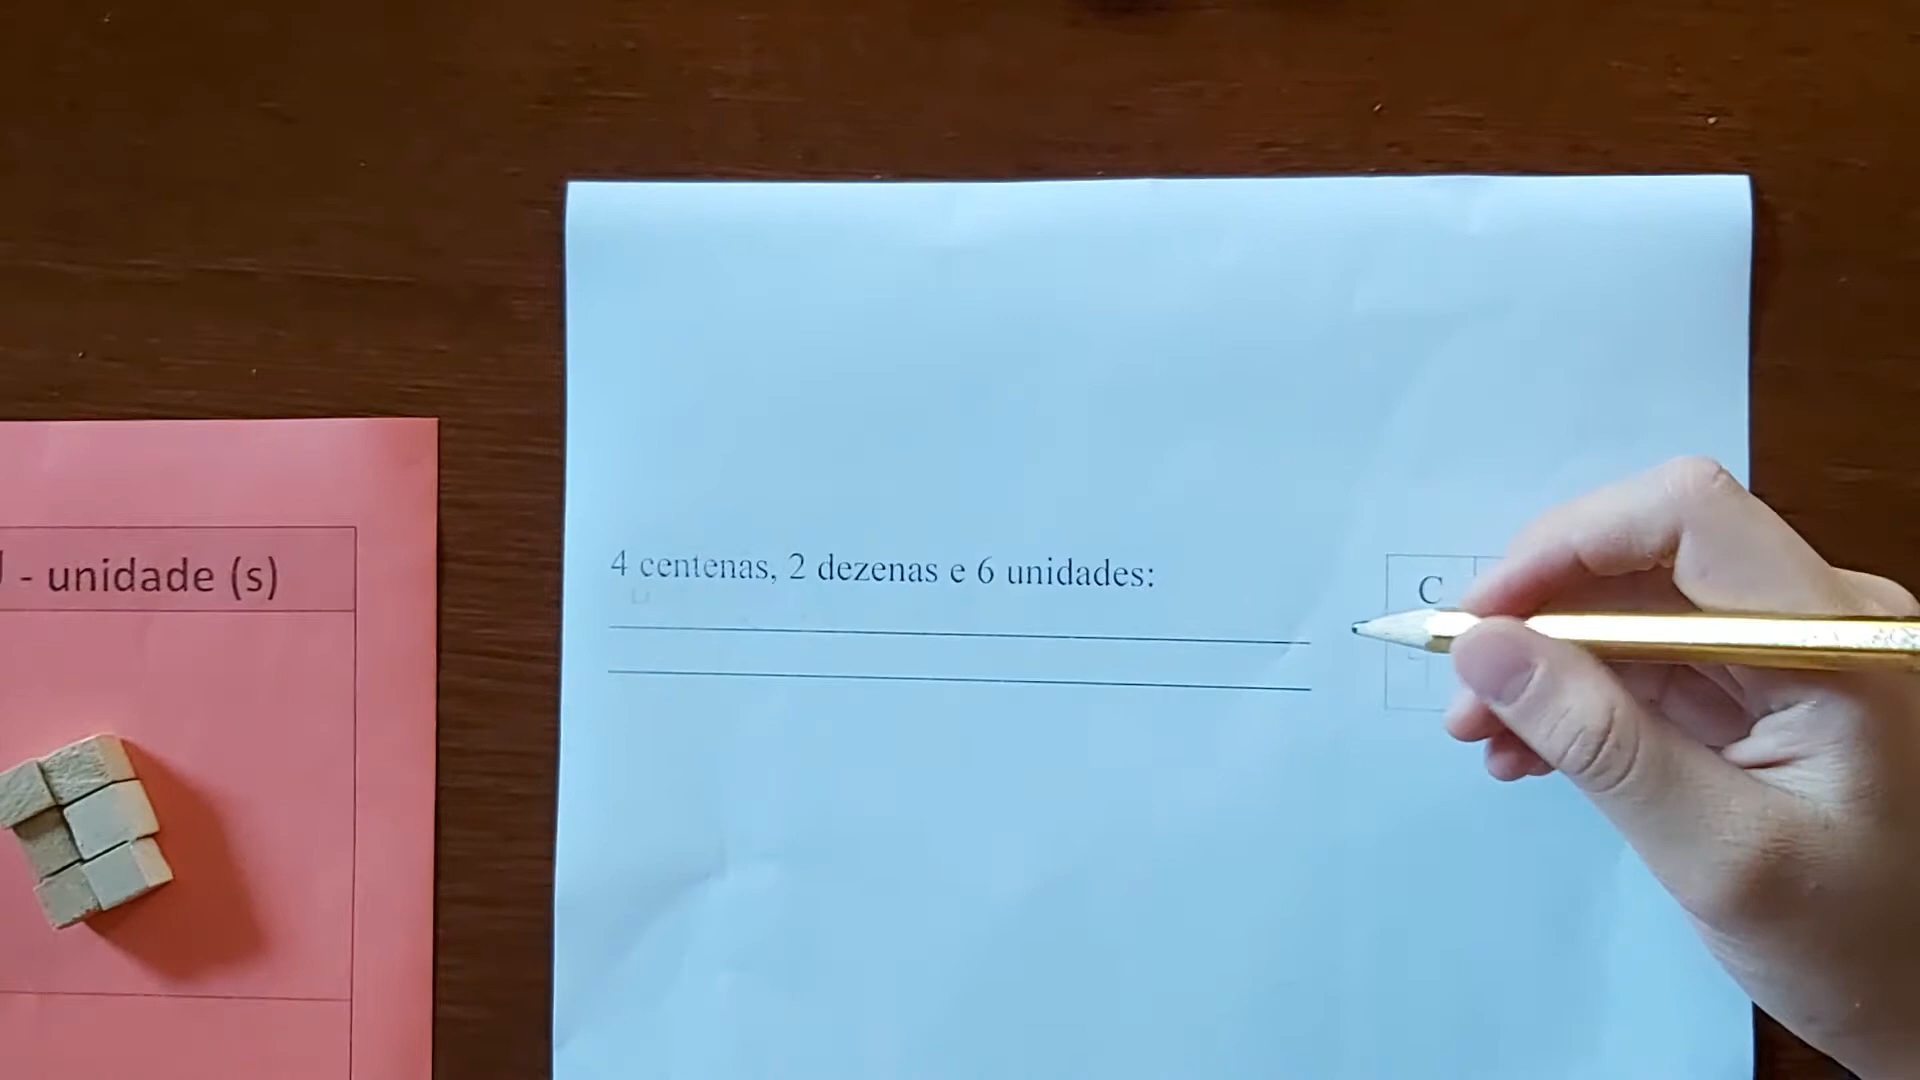 - unidade (s)
4 centenas, 2 dezenas e 6 unidades:
C